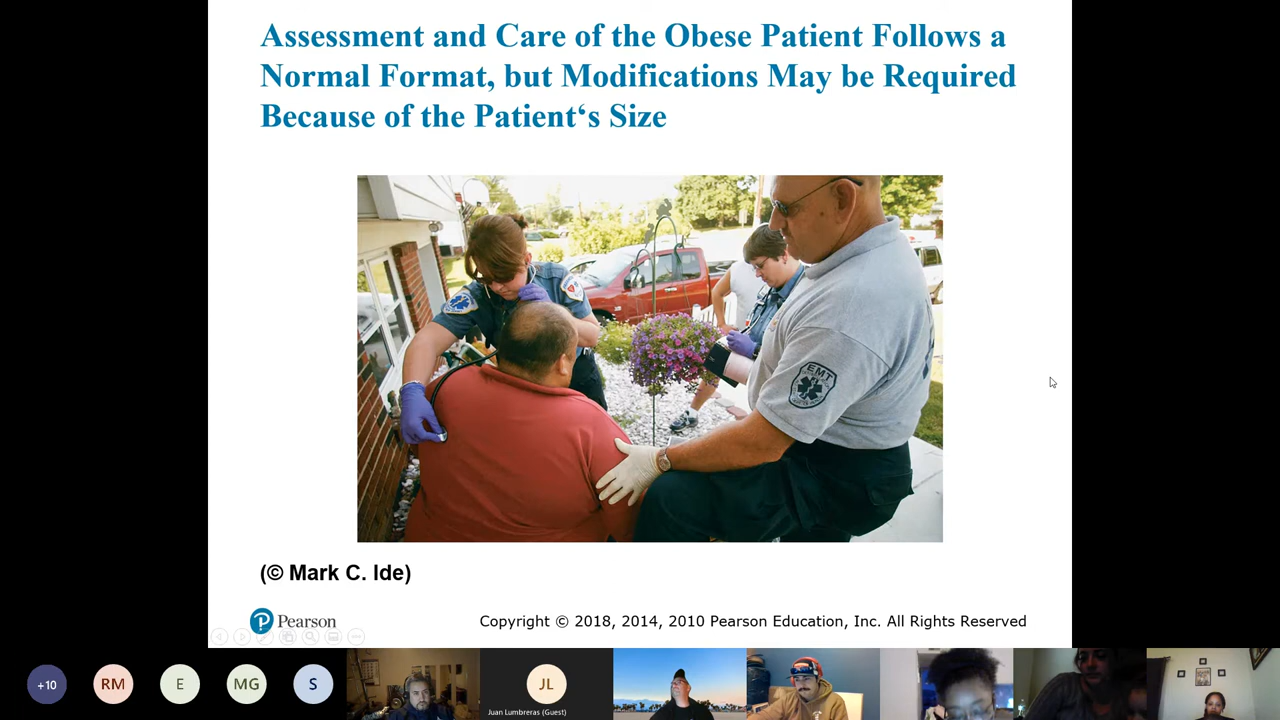 Assessment and Care of the Obese Patient Follows a
Normal Format, but Modifications May be Required
Because of the Patient‘s Size
EMT
(© Mark C. Ide)
Pearson
Copyright © 2018, 2014, 2010 Pearson Education, Inc. All Rights Reserved
+10
RM
E
MG
S
JL
Juan Lumbreras (Guest)